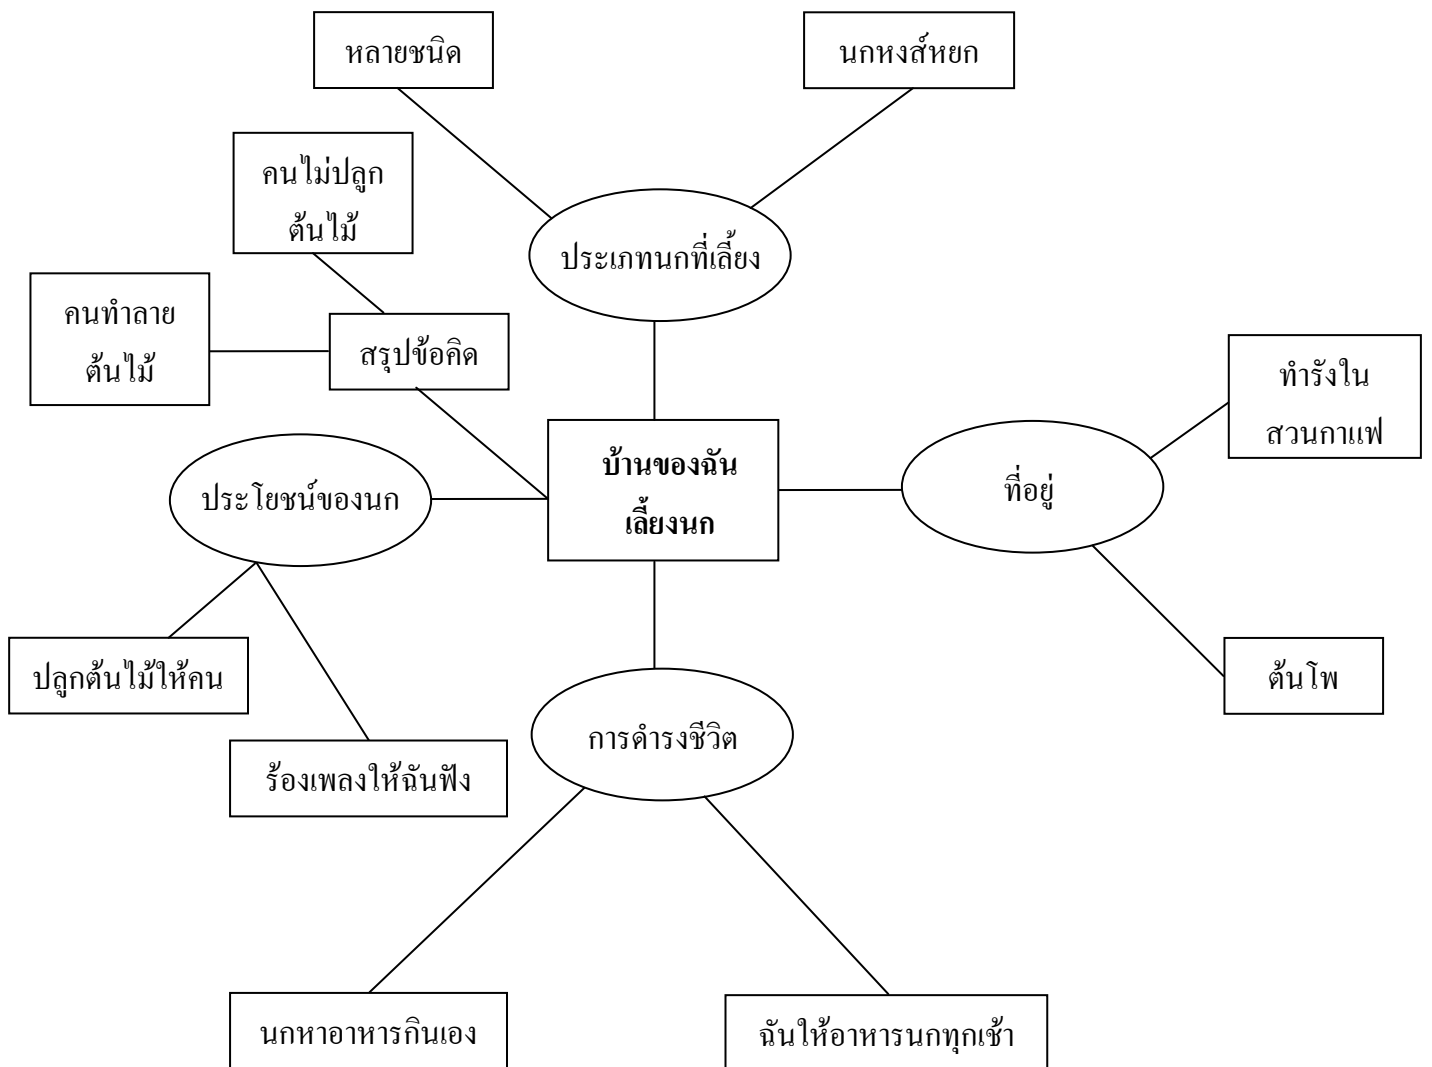 หลายชนิด
นกหงส์หยก
คนไม่ปลูก
ต้นไม้
ประเภทนกที่เลี้ยง
คนทำลาย
ต้นไม้
สรุปข้อคิด
ทำรังใน
สวนกาแฟ
บ้านของฉัน
เลี้ยงนก
ประโยชน์ของนก
ที่อยู่
ปลูกต้นไม้ให้คน
ต้นโพ
การดำรงชีวิต
ร้องเพลงให้ฉันฟัง
นกหาอาหารกินเอง
ฉันให้อาหารนกทุกเช้า